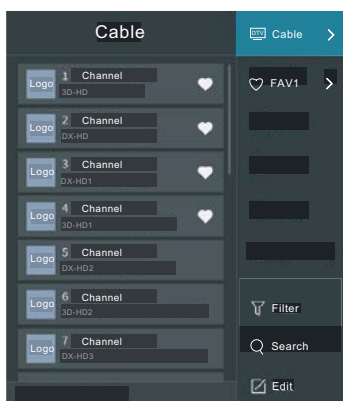 Cable
Logo 1 Channel
3D-HD
Logo 2 Channel
DX-HD
Logo 3 Channel
DX-HD1
Logo 4 Channel
3D-HD1
Logo 5 Channel
DX-HD2
Logo 6 Channel
3D-HD2
Logo 7 Channel
DX-HD3
DTV Cable
FAV1
Filter
Search
Edit